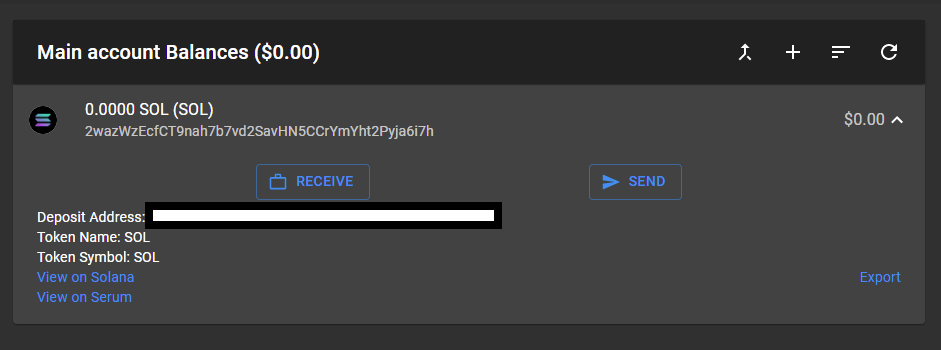 Main account Balances ($0.00)
0.0000 SOL (SOL)
2wazWzEcfCT9nah7b7vd2SavHN5CCrYmYht2Pyja6i7h
$0.00
RECEIVE
SEND
Deposit Address:
Token Name: SOL
Token Symbol: SOL
View on Solana
Export
View on Serum